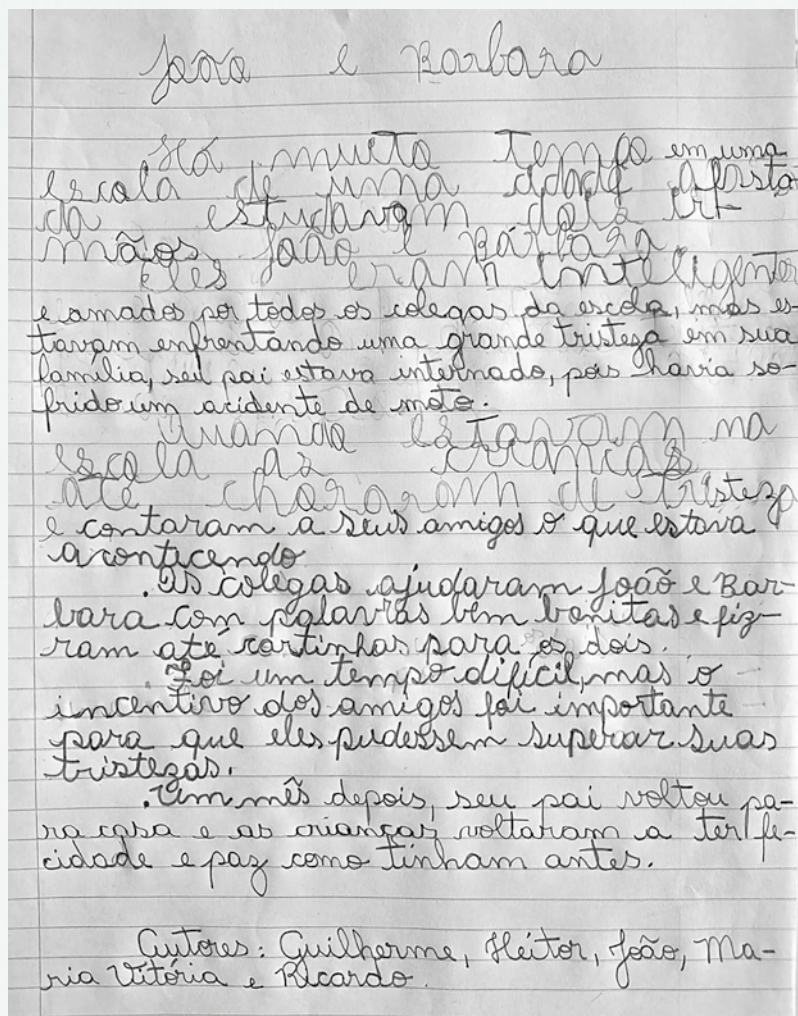 João e Barbara
Há muito tempo em uma
escola de uma cidade afasta
da estudavam dois ir-
mãos João e Bárbara.
Eles eram inteligentes
e amados por todos os colegas da escola, mas es-
tavam enfrentando uma grande tristeza em sua
família, seu pai estava internado, pois havia so-
frido um acidente de moto.
Quando estavam na
escola as crianças
até choraram de tristeza
e contaram a seus amigos o que estava
acontecendo.
.Os colegas ajudaram João e Bar-
bara com palavras bem bonitas e fiz-
ram até cartinhas para os dois.
.Foi um tempo difícil, mas o
incentivo dos amigos foi importante
para que eles pudessem superar suas
tristezas.
.Um mês depois, seu pai voltou pa-
ra casa e as crianças voltaram a ter fe-
cidade e paz como tinham antes.
Autores: Guilherme, Heitor, João, Ma-
ria Vitória e Ricardo.